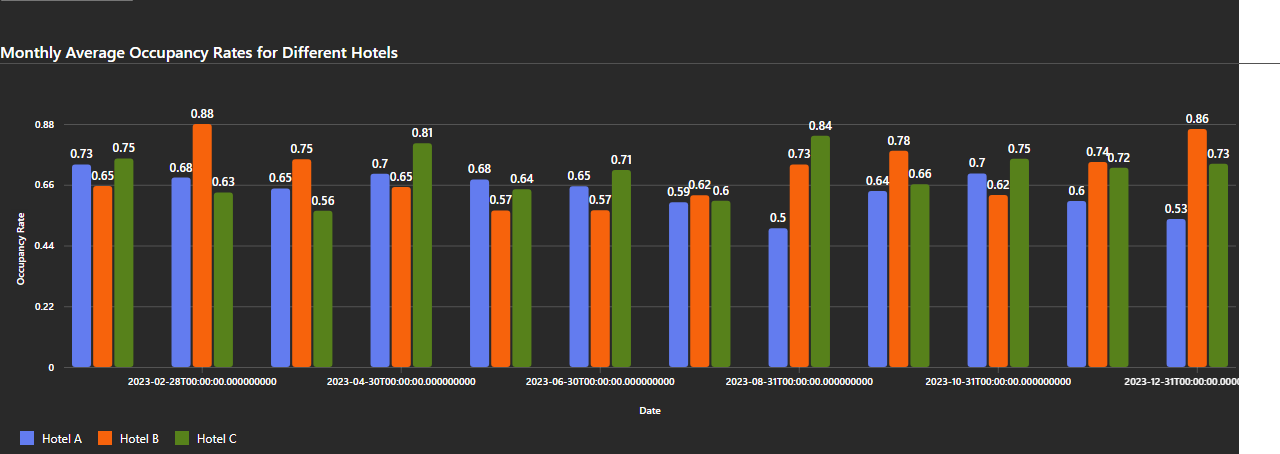 Monthly Average Occupancy Rates for Different Hotels
0.88
0.66
0.44
0.22
0
Occupancy Rate
0.73 0.65 0.75
0.68 0.88 0.63
0.65 0.75 0.56
0.7 0.65 0.81
0.68 0.57 0.64
0.65 0.57 0.71
0.59 0.62 0.6
0.5 0.73 0.84
0.64 0.78 0.66
0.7 0.62 0.75
0.6 0.74 0.72
0.53 0.86 0.73
2023-02-28T00:00:00.000000000 2023-04-30T00:00:00.000000000 2023-06-30T00:00:00.000000000 2023-08-31T00:00:00.000000000 2023-10-31T00:00:00.000000000 2023-12-31T00:00:00.0000
Date
Hotel A Hotel B Hotel C